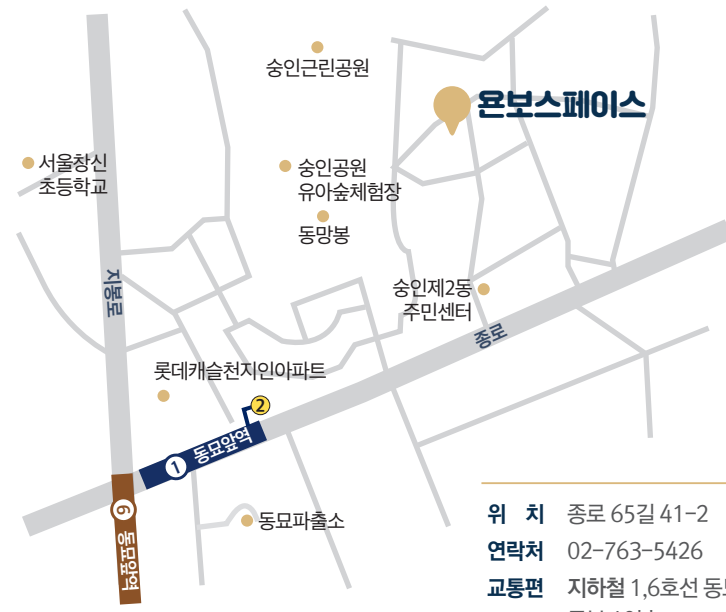 숭인근린공원
욘보스페이스
서울창신
초등학교
숭인공원
유아숲체험장
동망봉
지봉로
숭인제2동
주민센터
종로
롯데캐슬천지인아파트
2
1 동묘앞역
6 동묘앞역
동묘파출소
위 치 종로 65길 41-2
연락처 02-763-5426
교통편 지하철 1,6호선